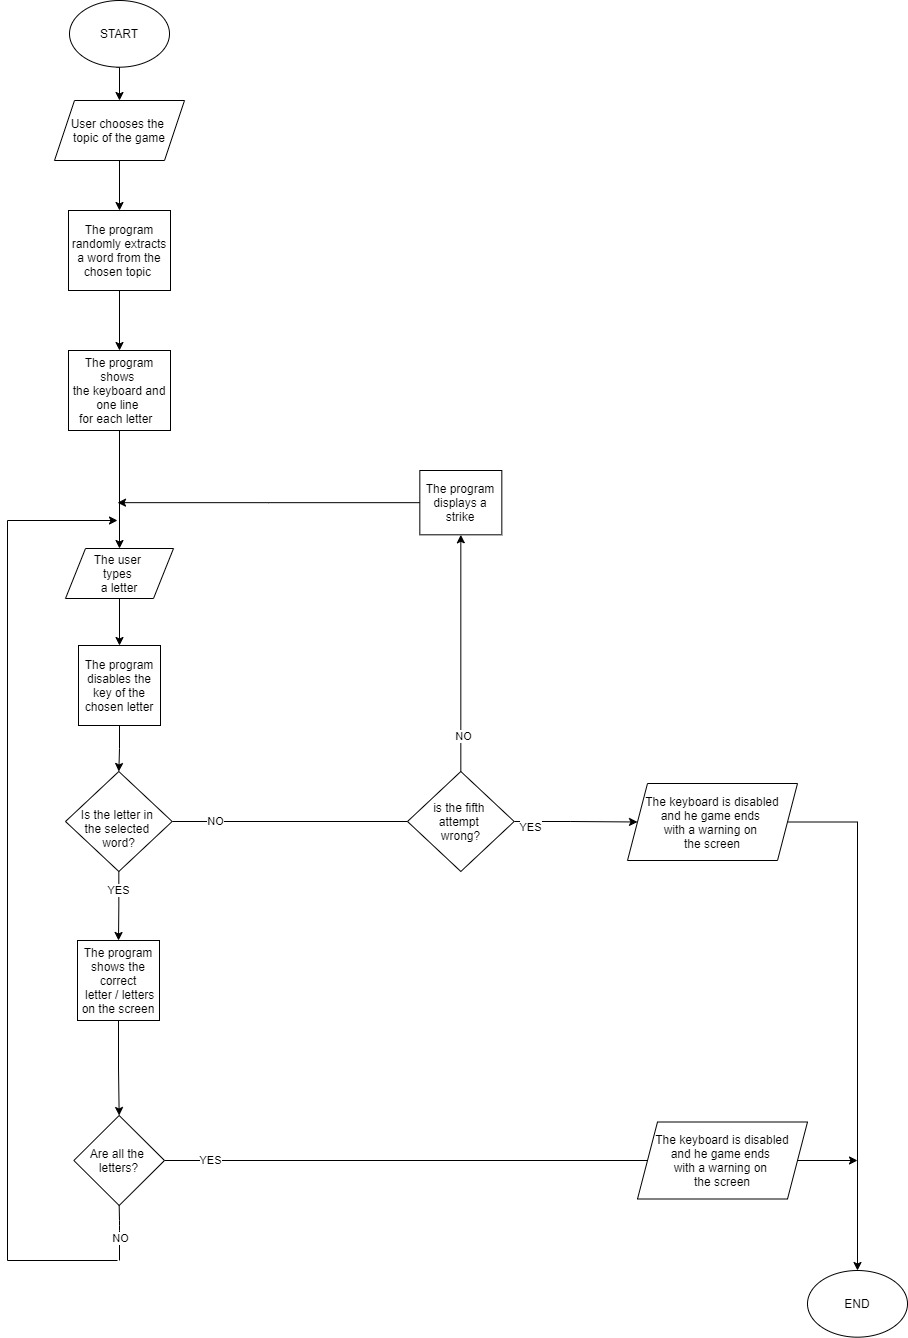 START
User chooses the
topic of the game
The program
randomly extracts
a word from the
chosen topic
The program
shows
the keyboard and
one line
for each letter
The program
displays a
strike
The user
types
a letter
The program
disables the
key of the
chosen letter
NO
Is the letter in
the selected
word?
NO
is the fifth
attempt
wrong?
YES
The keyboard is disabled
and he game ends
with a warning on
the screen
YES
The program
shows the
correct
letter / letters
on the screen
Are all the
letters?
YES
The keyboard is disabled
and he game ends
with a warning on
the screen
NO
END